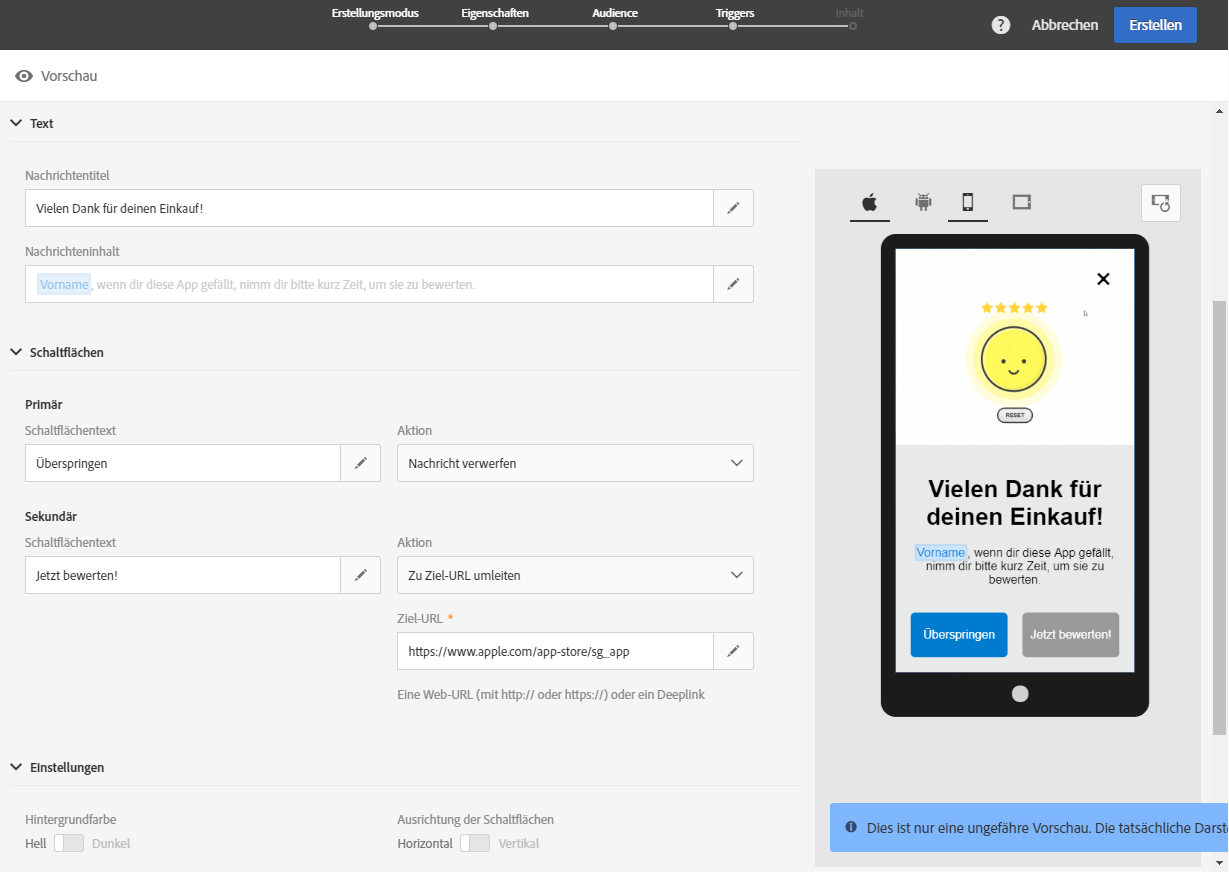 Erstellungsmodus
Eigenschaften
Audience
Triggers
Inhalt
?
Abbrechen
Erstellen
Vorschau
Text
Nachrichtentitel
Vielen Dank für deinen Einkauf!
Nachrichteninhalt
Vorname, wenn dir diese App gefällt, nimm dir bitte kurz Zeit, um sie zu bewerten.
Schaltflächen
Primär
Schaltflächentext
Aktion
Überspringen
Nachricht verwerfen
Sekundär
Schaltflächentext
Aktion
Jetzt bewerten!
Zu Ziel-URL umleiten
Ziel-URL *
https://www.apple.com/app-store/sg_app
Eine Web-URL (mit http:// oder https://) oder ein Deeplink
Einstellungen
Hintergrundfarbe
Ausrichtung der Schaltflächen
Hell
Dunkel
Horizontal
Vertikal
RESET
Vielen Dank für
deinen Einkauf!
Vorname, wenn dir diese App gefällt,
nimm dir bitte kurz Zeit, um sie zu
bewerten.
Überspringen
Jetzt bewerten!
Dies ist nur eine ungefähre Vorschau. Die tatsächliche Darste